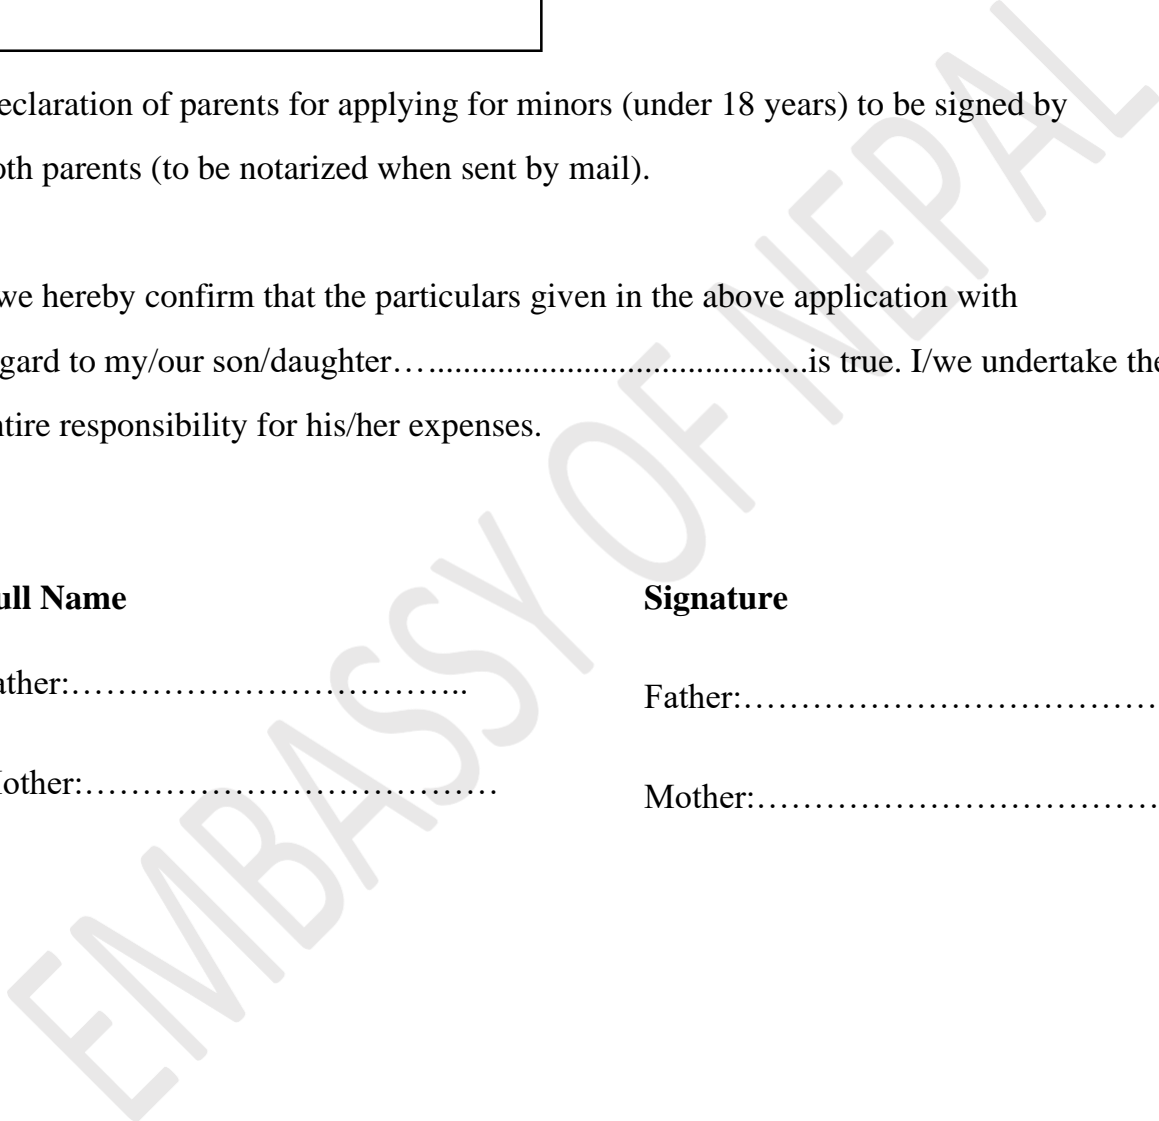 eclaration of parents for applying for minors (under 18 years) to be signed by
oth parents (to be notarized when sent by mail).
we hereby confirm that the particulars given in the above application with
gard to my/our son/daughter…...........................................is true. I/we undertake the
ntire responsibility for his/her expenses.
ull Name Signature
ather:…………………………….. Father:………………………………
other:……………………………… Mother:………………………………
EMBASSY OF NEPAL